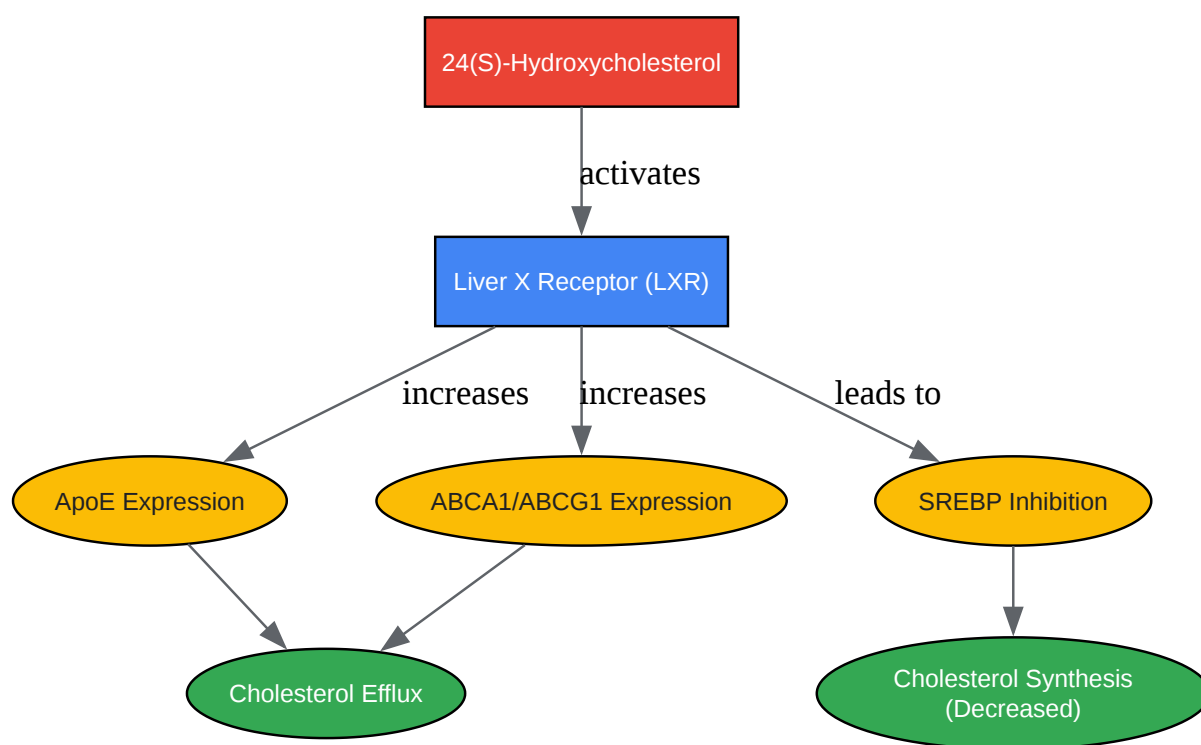 24(S)-Hydroxycholesterol
activates
Liver X Receptor (LXR)
increases
increases
leads to
ApoE Expression
ABCA1/ABCG1 Expression
SREBP Inhibition
Cholesterol Efflux
Cholesterol Synthesis
(Decreased)